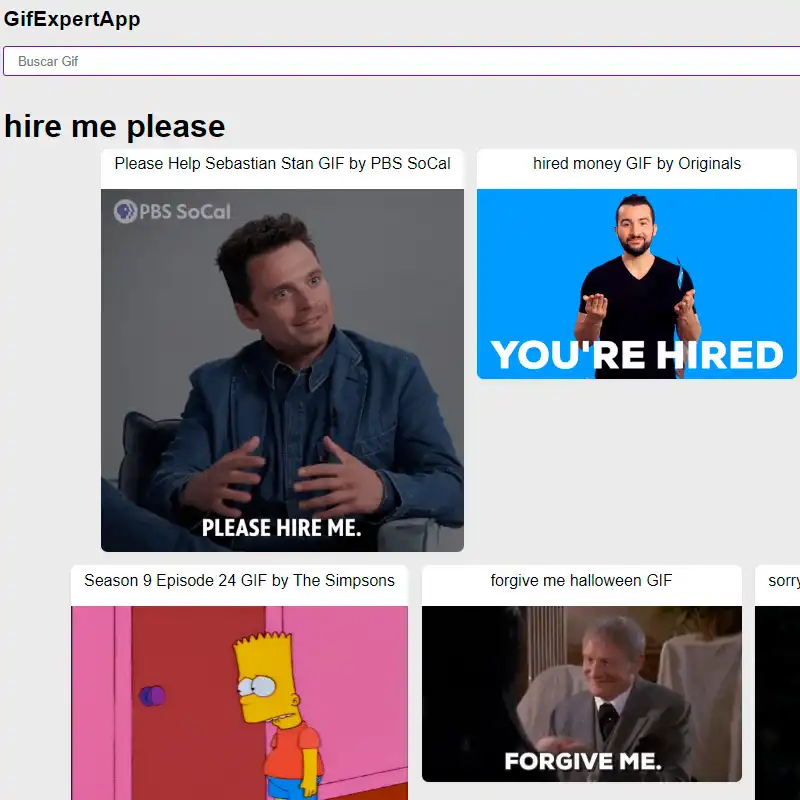 GifExpertApp
Buscar Gif
hire me please
Please Help Sebastian Stan GIF by PBS SoCal
hired money GIF by Originals
PBS SoCal
YOU'RE HIRED
PLEASE HIRE ME.
Season 9 Episode 24 GIF by The Simpsons
forgive me halloween GIF
sorry
FORGIVE ME.